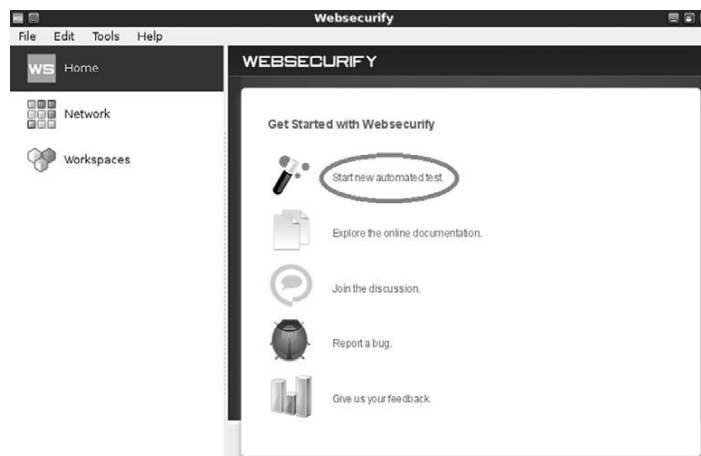 Websecurify
File Edit Tools Help
WS Home
WEBSECURIFY
Network
Workspaces
Get Started with Websecurify
Start new automated test.
Explore the online documentation.
Join the discussion.
Report a bug.
Give us your feedback.